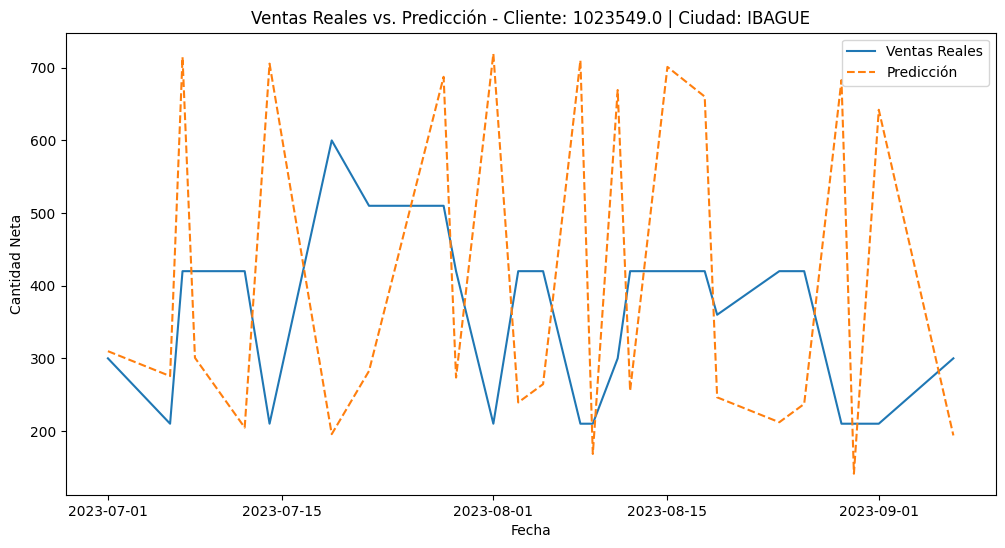 Ventas Reales vs. Predicción - Cliente: 1023549.0 | Ciudad: IBAGUE
Ventas Reales
Predicción
Cantidad Neta
700
600
500
400
300
200
2023-07-01
2023-07-15
2023-08-01
2023-08-15
2023-09-01
Fecha